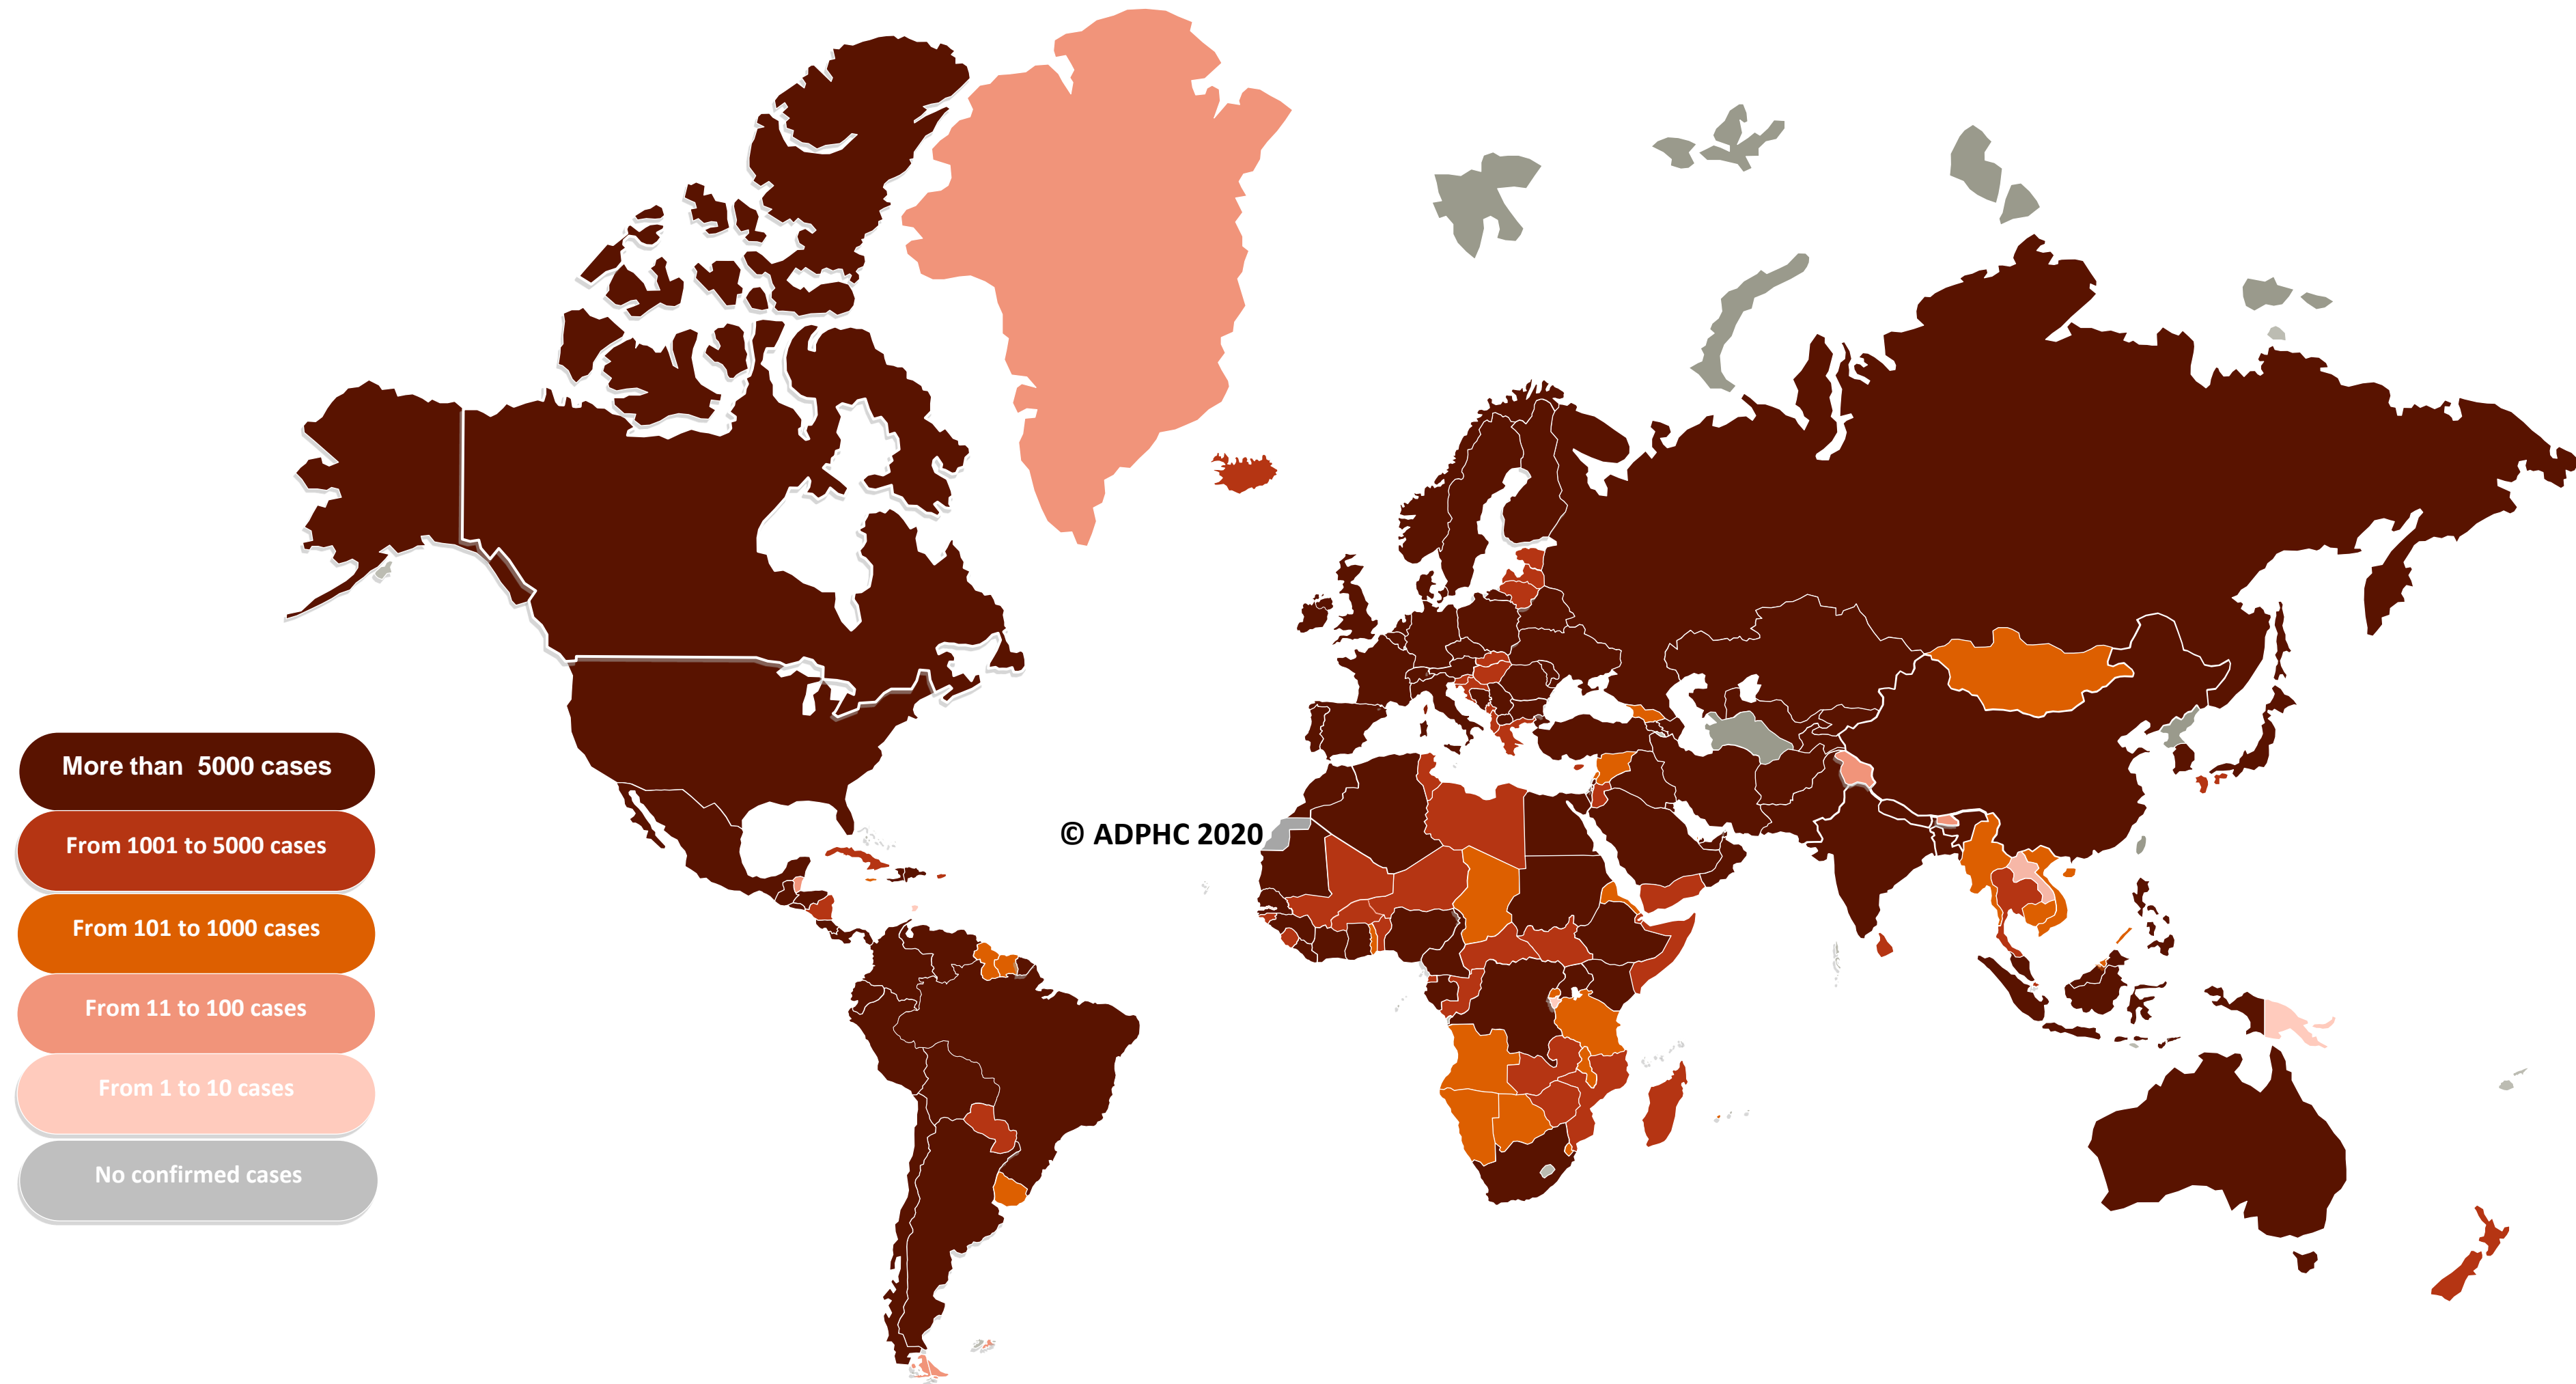 More than  5000 cases
From 1001 to 5000 cases
From 101 to 1000 cases
From 11 to 100 cases
From 1 to 10 cases
No confirmed cases
© ADPHC 2020